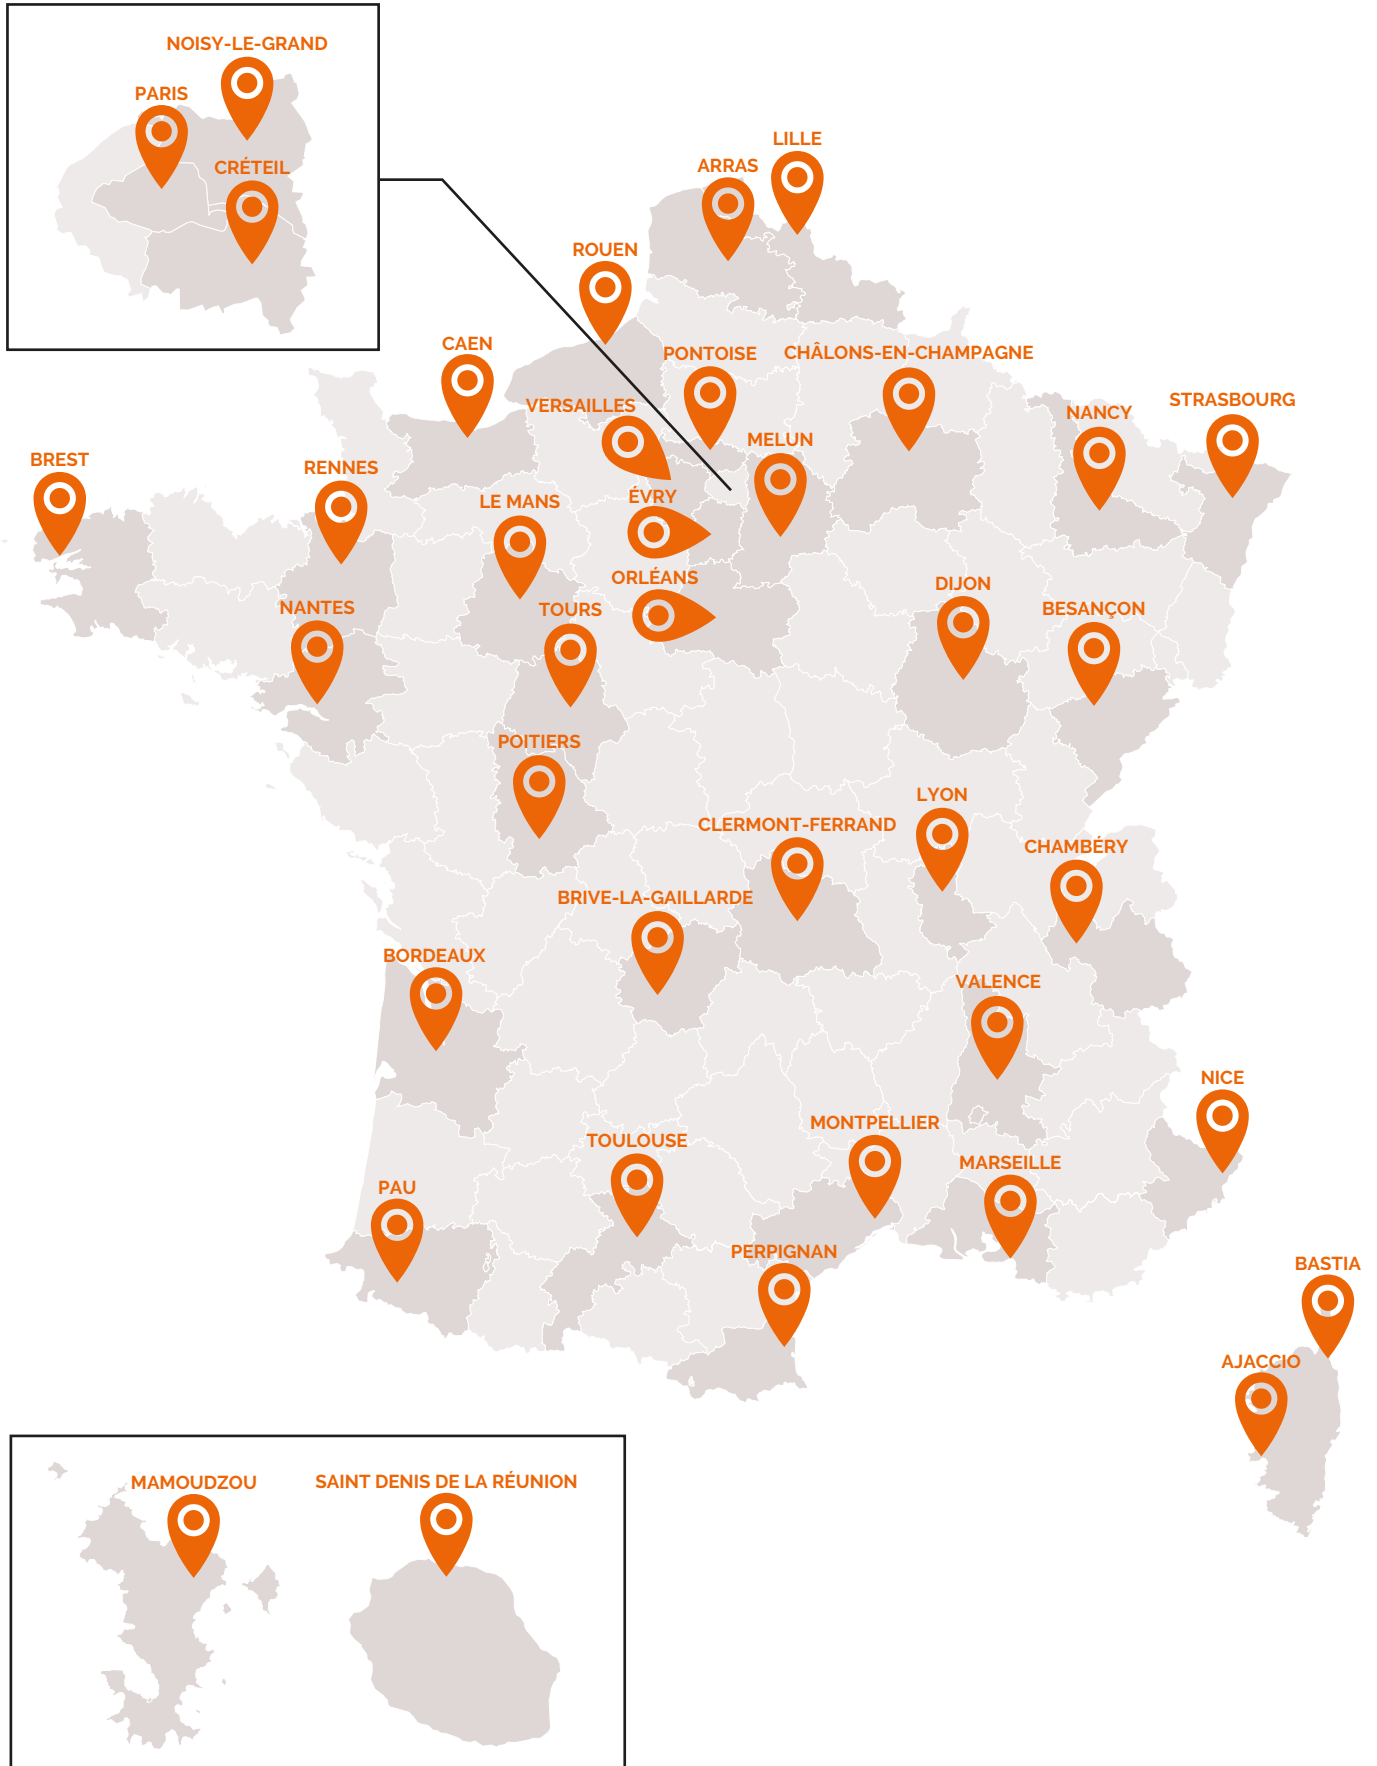 NOISY-LE-GRAND
PARIS
CRÉTEIL
LILLE
ARRAS
ROUEN
CAEN
PONTOISE
CHÂLONS-EN-CHAMPAGNE
VERSAILLES
STRASBOURG
NANCY
MELUN
BREST
RENNES
LE MANS
ÉVRY
ORLÉANS
DIJON
NANTES
TOURS
BESANÇON
POITIERS
LYON
CLERMONT-FERRAND
CHAMBÉRY
BRIVE-LA-GAILLARDE
BORDEAUX
VALENCE
NICE
MONTPELLIER
TOULOUSE
MARSEILLE
PAU
PERPIGNAN
BASTIA
AJACCIO
MAMOUDZOU
SAINT DENIS DE LA RÉUNION